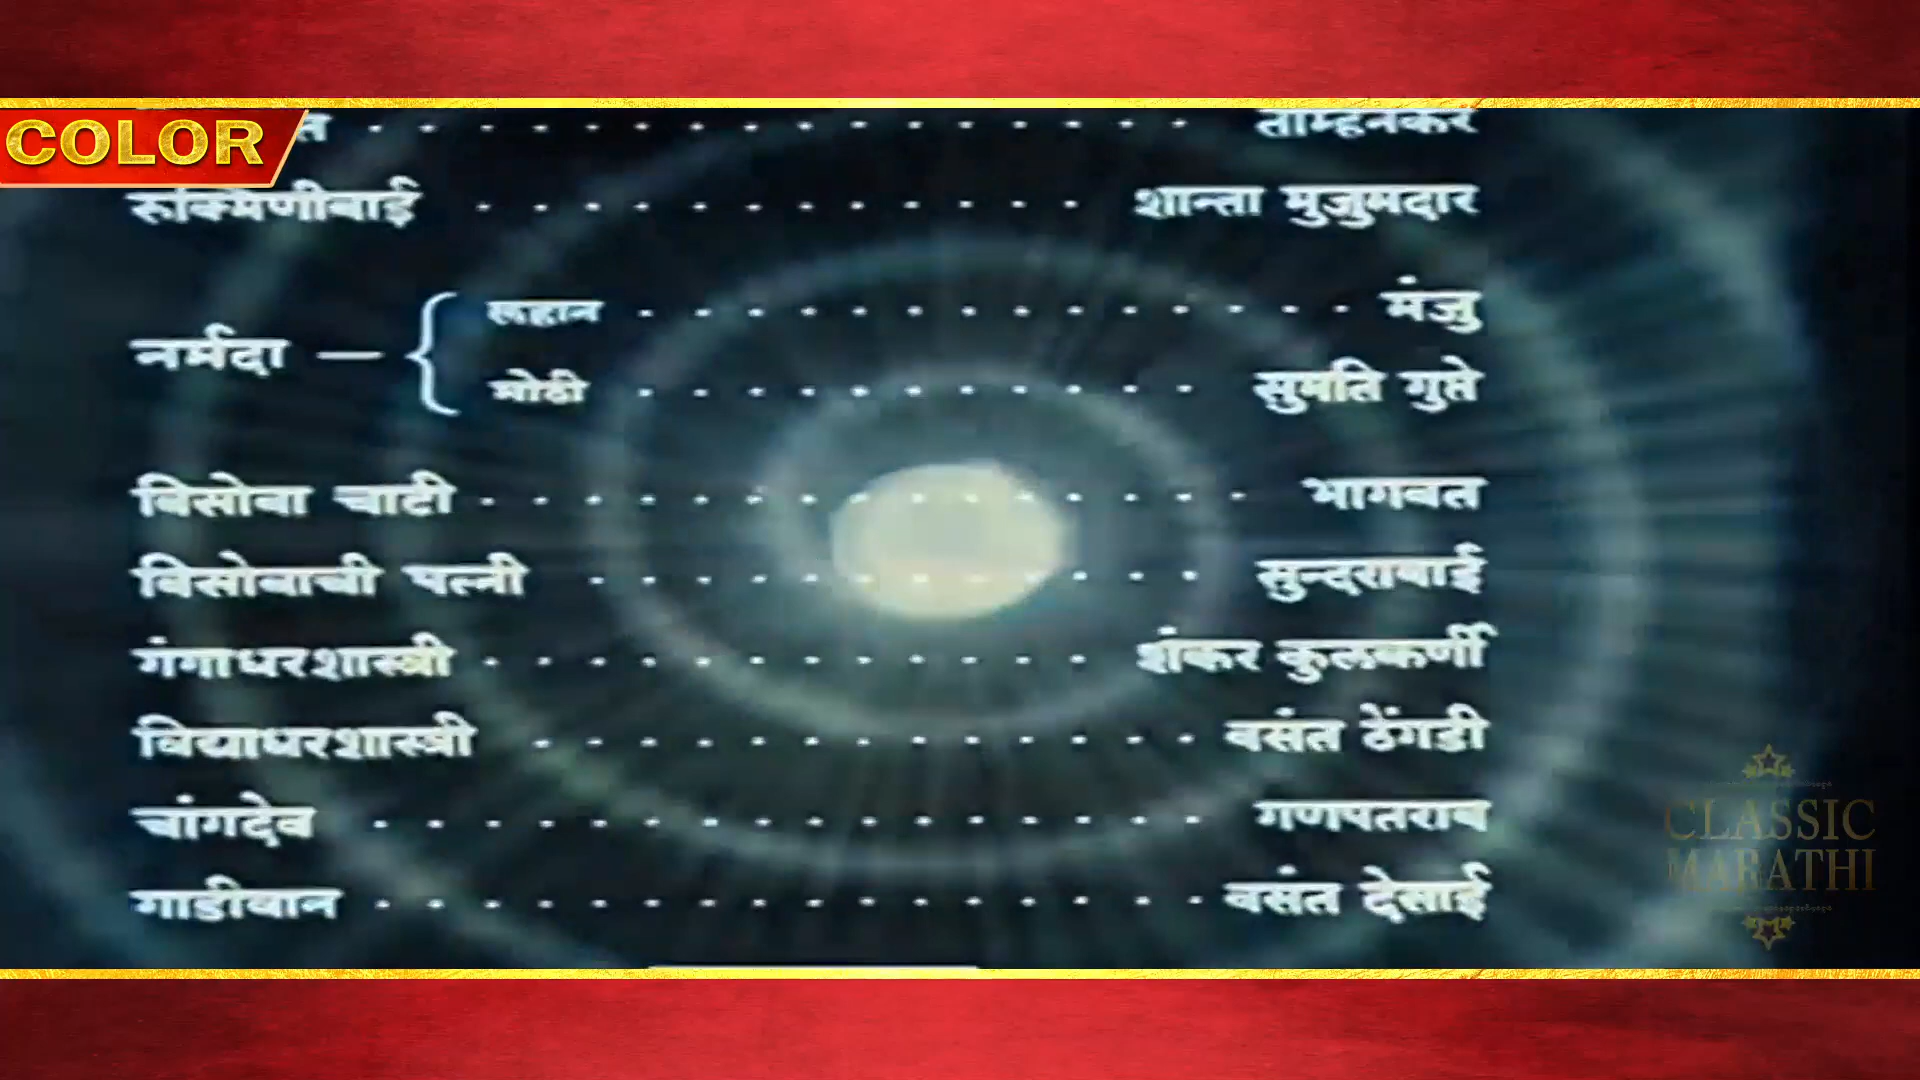 COLOR
ताम्हनकर
रुक्मिणीबाई . . . . . . . . . . . . शान्ता मुजुमदार
लहान . . . . . . . . . . . . . . मंजु
नर्मदा — {
मोठी . . . . . . . . . . . सुमति गुप्ते
विसोबा चाटी . . . . . . . . . . . . . . . भागवत
विसोबाची पत्नी . . . . . . . . . . . . सुन्दराबाई
गंगाधरशास्त्री . . . . . . . . . . . . शंकर कुलकर्णी
विद्याधरशास्त्री . . . . . . . . . . . . . वसंत ठेंगडी
चांगदेव . . . . . . . . . . . . . . . . गणपतराव
गाडीवान . . . . . . . . . . . . . . . . वसंत देसाई
CLASSIC
MARATHI